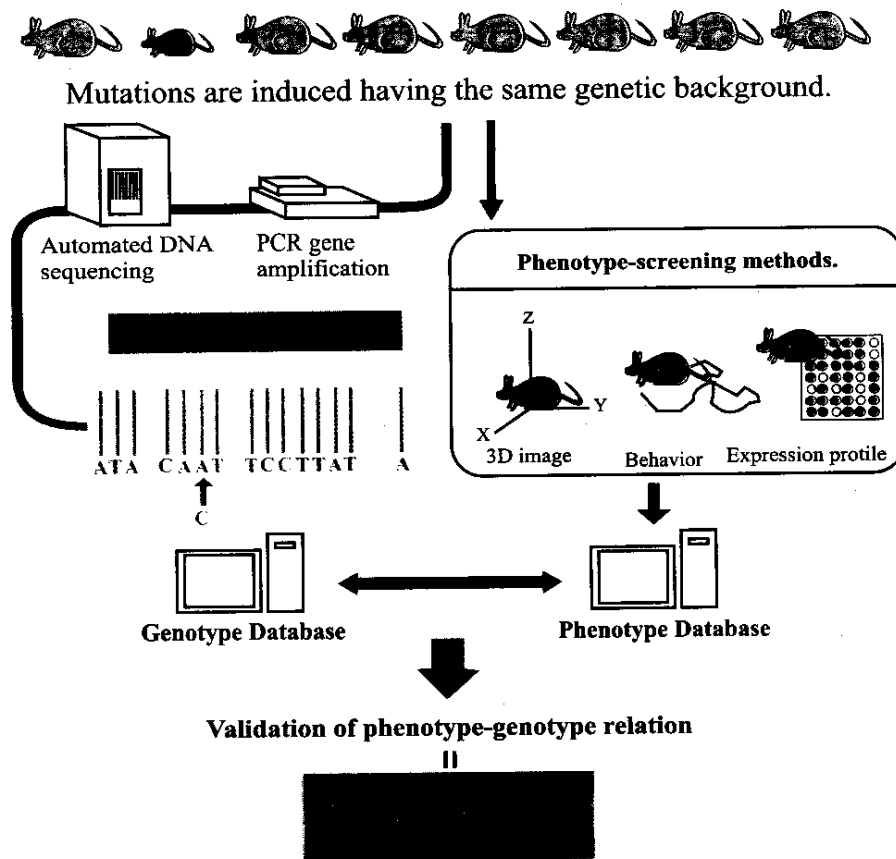 Mutations are induced having the same genetic background.
Automated DNA
sequencing
PCR gene
amplification
Phenotype-screening methods.
Z
Y
X
3D image
Behavior
Expression protile
ATA CAAT TCCTTAT A
C
Genotype Database
Phenotype Database
Validation of phenotype-genotype relation
=